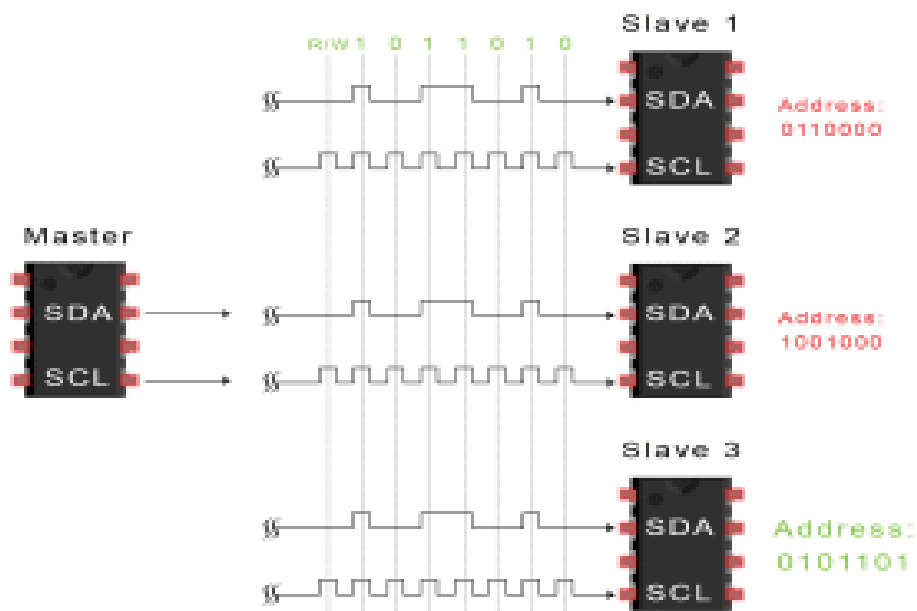 Slave 1
R/W 1 0 1 1 0 1 0
SDA
Address:
0110000
SCL
Master
Slave 2
SDA
SDA
Address:
1001000
SCL
SCL
Slave 3
SDA
Address:
0101101
SCL